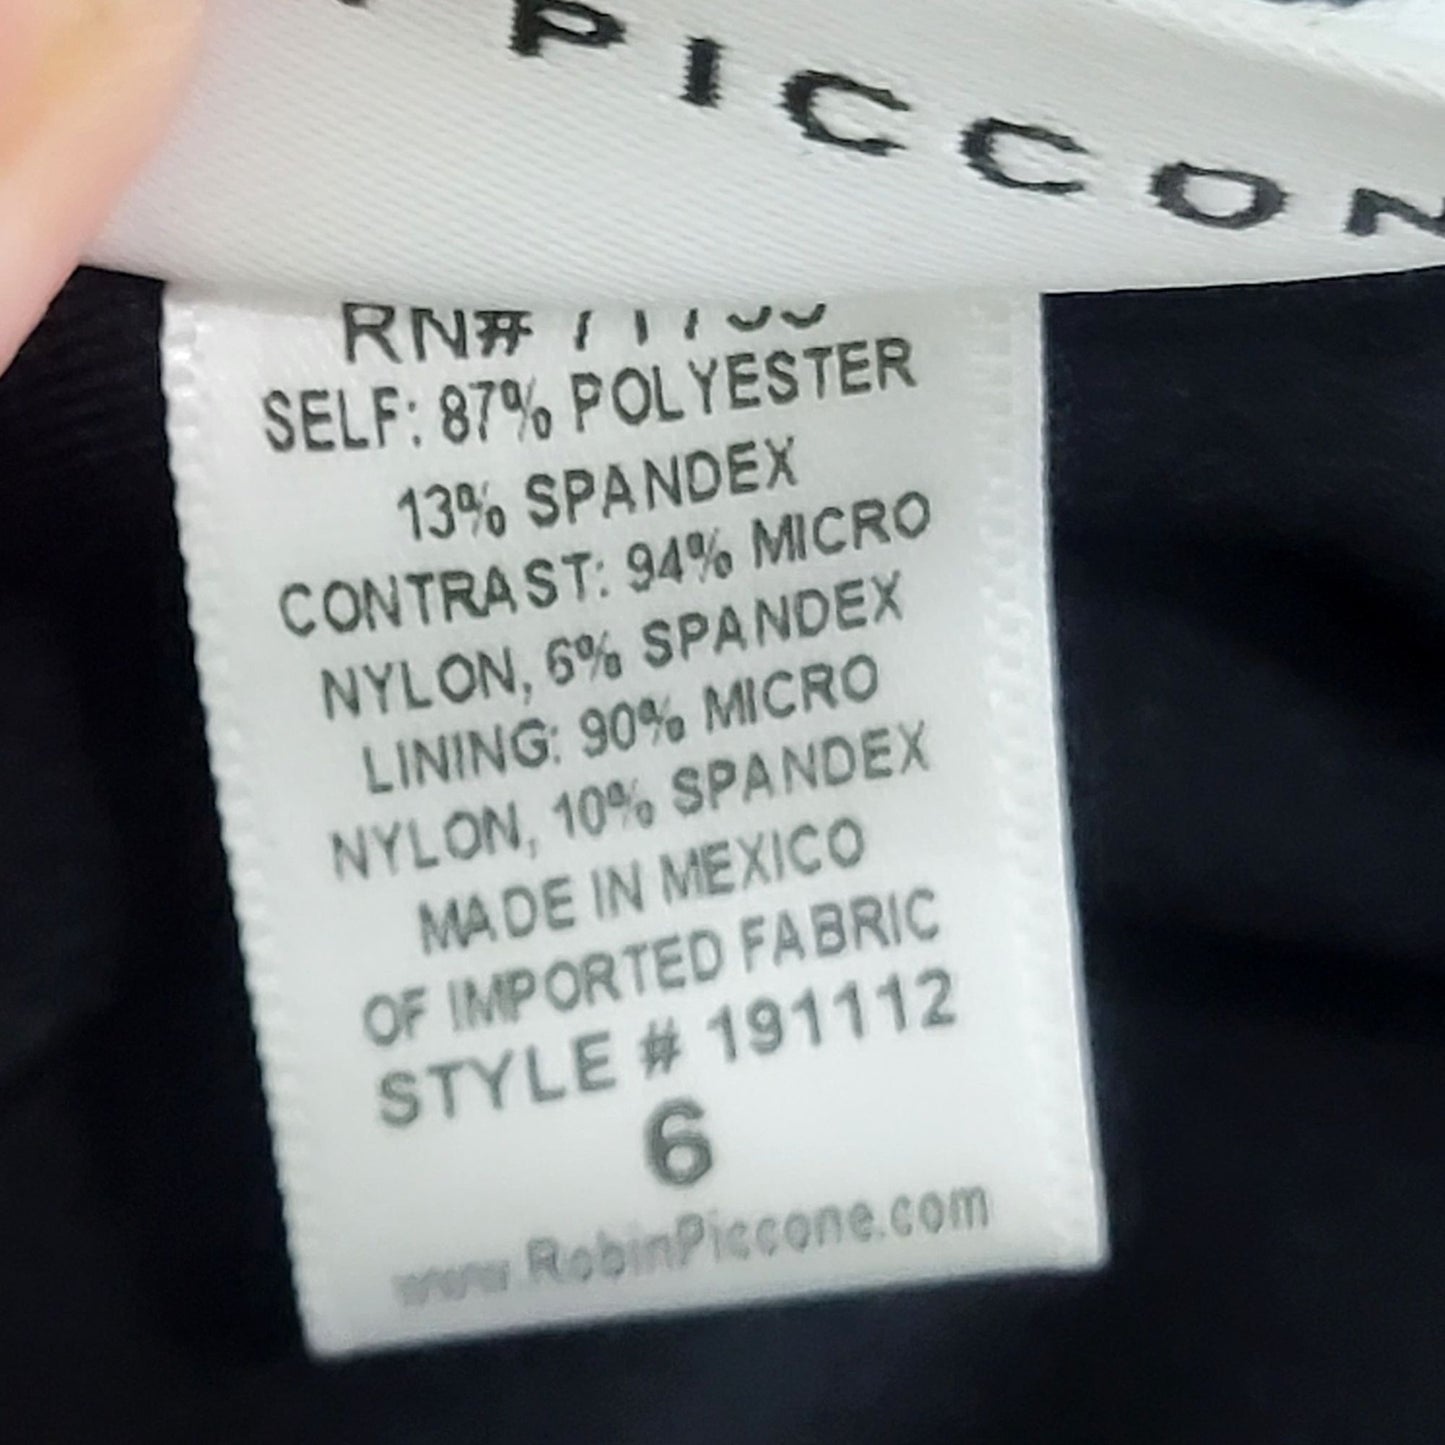 PICCON
RN#
SELF: 87% POLYESTER
13% SPANDEX
CONTRAST: 94% MICRO
NYLON, 6% SPANDEX
LINING: 90% MICRO
NYLON, 10% SPANDEX
MADE IN MEXICO
OF IMPORTED FABRIC
STYLE # 191112
6
www.RobinPiccone.com